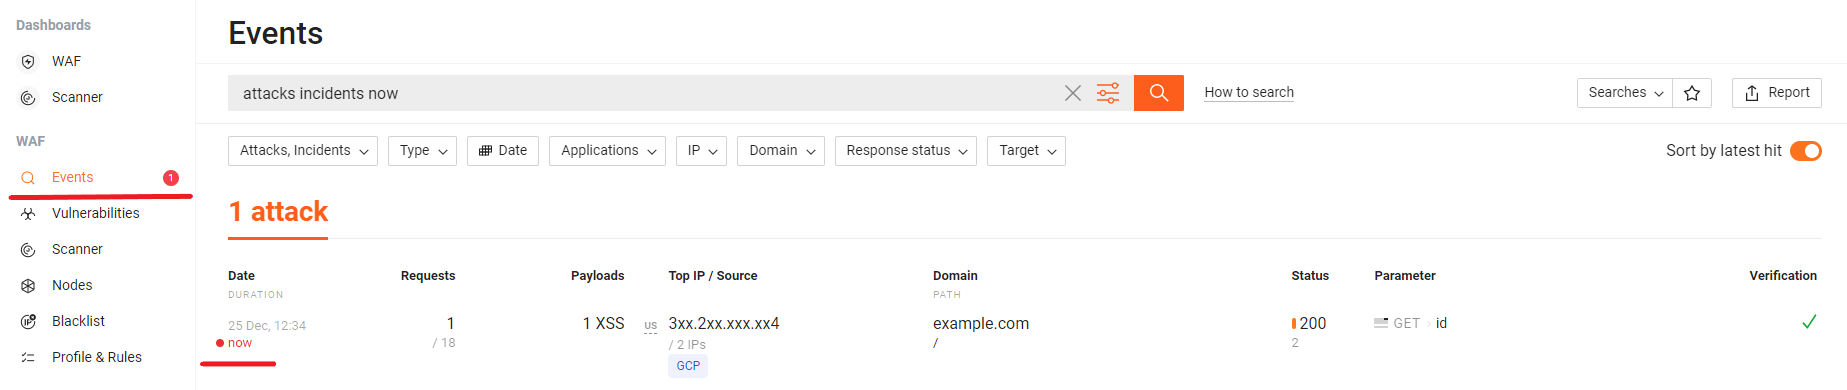 Dashboards
WAF
Scanner
WAF
Events 1
Vulnerabilities
Scanner
Nodes
Blacklist
Profile & Rules
Events
attacks incidents now
How to search
Searches
Report
Attacks, Incidents
Type
Date
Applications
IP
Domain
Response status
Target
Sort by latest hit
1 attack
Date Requests Payloads Top IP / Source Domain Status Parameter Verification
DURATION PATH
25 Dec, 12:34 1 1 XSS US 3xx.2xx.xxx.xx4 example.com 200 GET › id
now / 18 / 2 IPs / 2
GCP